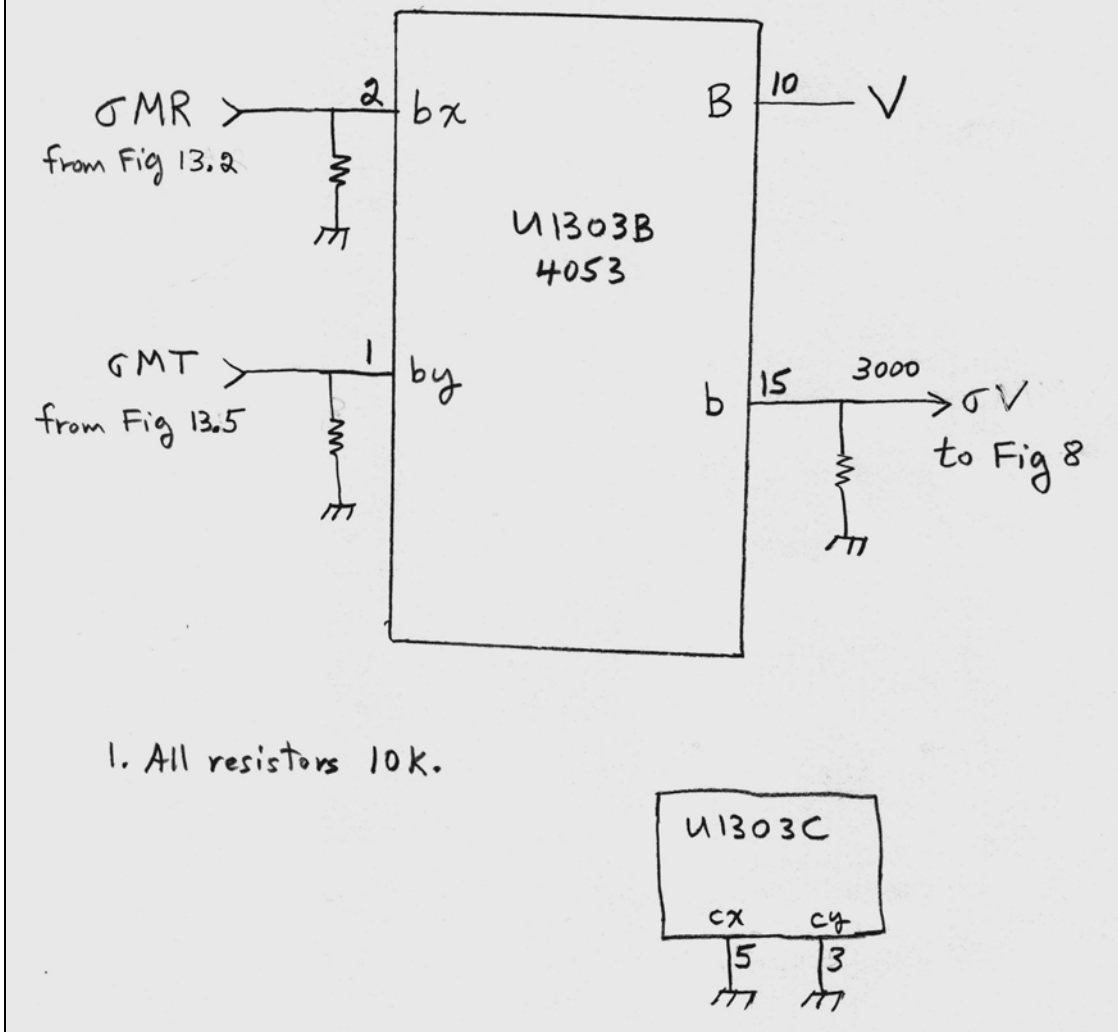 σMR
from Fig 13.2
2
bx
B
10
V
U1303B
4053
σMT
from Fig 13.5
1
by
b
15
3000
σV
to Fig 8
1. All resistors 10K.
U1303C
cx cy
5 3